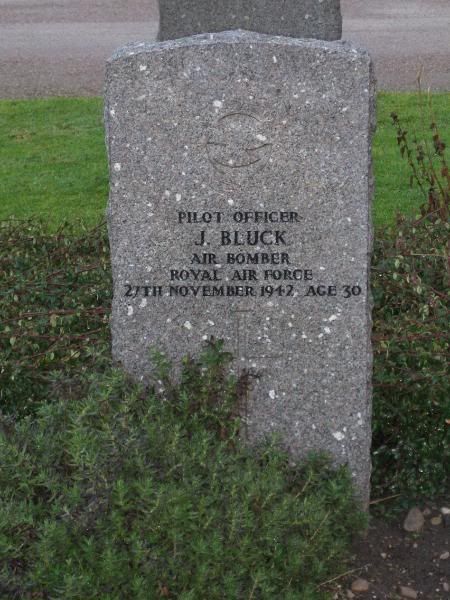 PILOT OFFICER
J. BLUCK
AIR BOMBER
ROYAL AIR FORCE
27TH NOVEMBER 1942 AGE 30